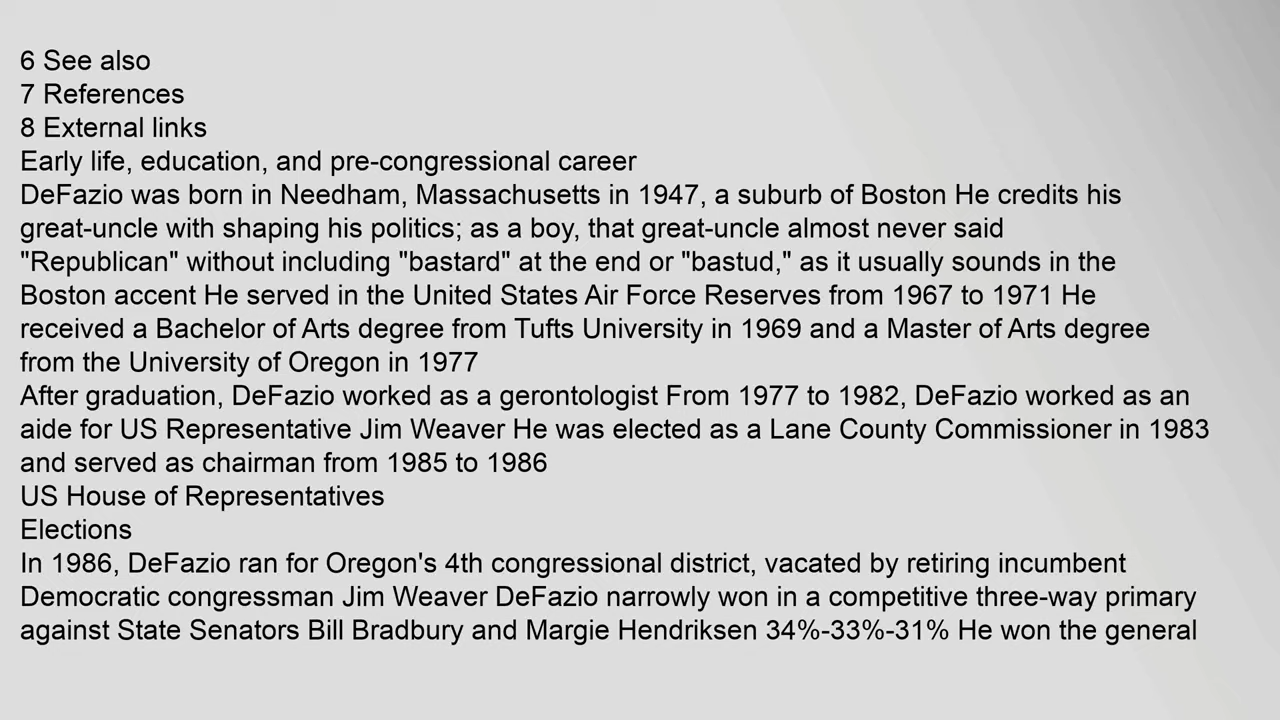 6 See also
7 References
8 External links
Early life, education, and pre-congressional career
DeFazio was born in Needham, Massachusetts in 1947, a suburb of Boston He credits his
great-uncle with shaping his politics; as a boy, that great-uncle almost never said
"Republican" without including "bastard" at the end or "bastud," as it usually sounds in the
Boston accent He served in the United States Air Force Reserves from 1967 to 1971 He
received a Bachelor of Arts degree from Tufts University in 1969 and a Master of Arts degree
from the University of Oregon in 1977
After graduation, DeFazio worked as a gerontologist From 1977 to 1982, DeFazio worked as an
aide for US Representative Jim Weaver He was elected as a Lane County Commissioner in 1983
and served as chairman from 1985 to 1986
US House of Representatives
Elections
In 1986, DeFazio ran for Oregon's 4th congressional district, vacated by retiring incumbent
Democratic congressman Jim Weaver DeFazio narrowly won in a competitive three-way primary
against State Senators Bill Bradbury and Margie Hendriksen 34%-33%-31% He won the general